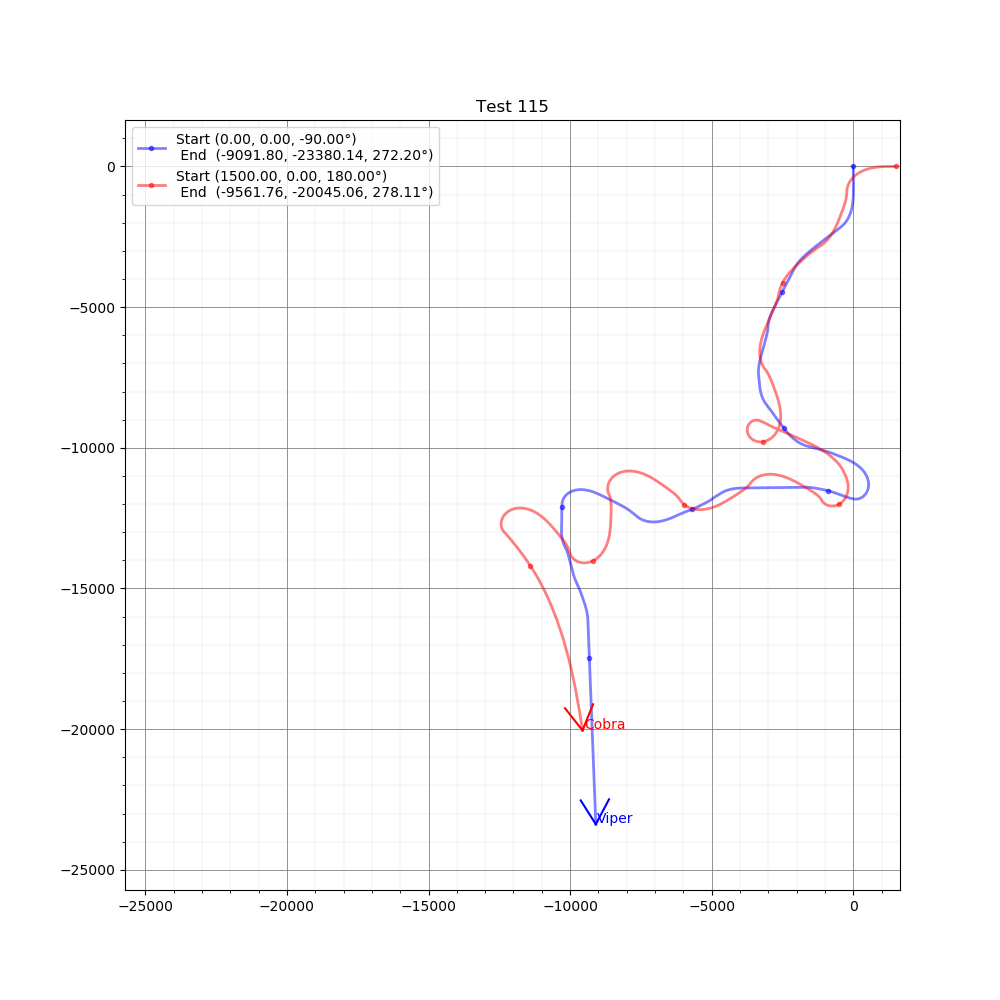 Test 115
Start (0.00, 0.00, -90.00°)
End  (-9091.80, -23380.14, 272.20°)
Start (1500.00, 0.00, 180.00°)
End  (-9561.76, -20045.06, 278.11°)
0
−5000
−10000
−15000
−20000
−25000
Cobra
Viper
−25000 −20000 −15000 −10000 −5000 0